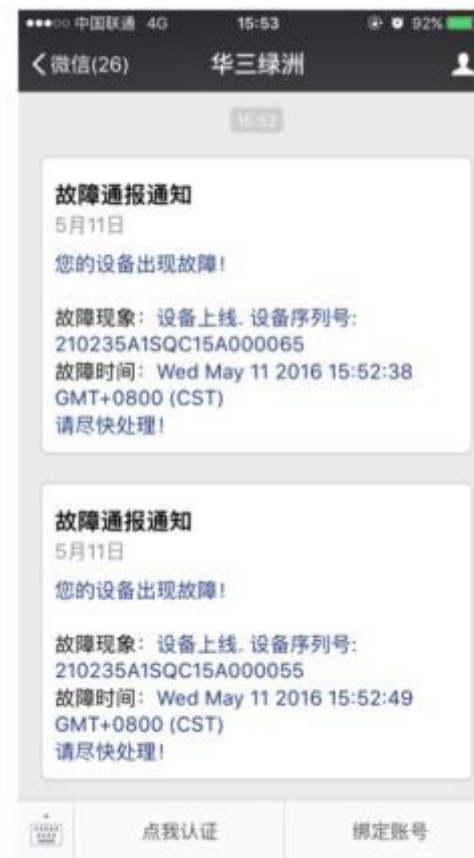 中国联通 4G 15:53 92%
微信(26) 华三绿洲
15:52
故障通报通知
5月11日
您的设备出现故障！
故障现象：设备上线. 设备序列号:
210235A1SQC15A000065
故障时间：Wed May 11 2016 15:52:38
GMT+0800 (CST)
请尽快处理！
故障通报通知
5月11日
您的设备出现故障！
故障现象：设备上线. 设备序列号:
210235A1SQC15A000055
故障时间：Wed May 11 2016 15:52:49
GMT+0800 (CST)
请尽快处理！
点我认证 绑定账号